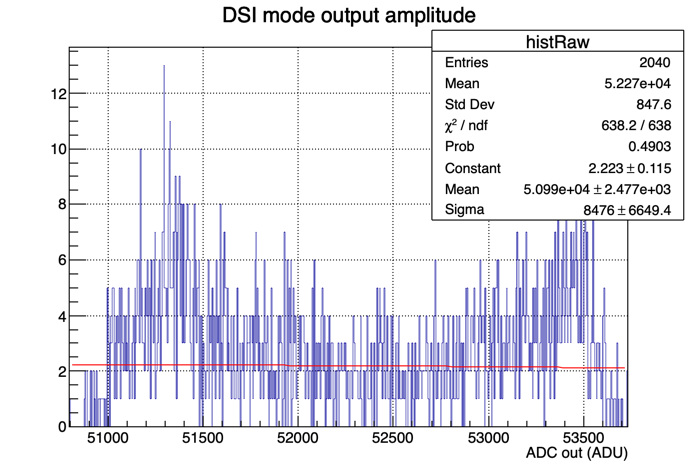 DSI mode output amplitude
histRaw
Entries 2040
Mean 5.227e+04
Std Dev 847.6
χ² / ndf 638.2 / 638
Prob 0.4903
Constant 2.223 ± 0.115
Mean 5.099e+04 ± 2.477e+03
Sigma 8476 ± 6649.4
12
10
8
6
4
2
0
51000 51500 52000 52500 53000 53500
ADC out (ADU)